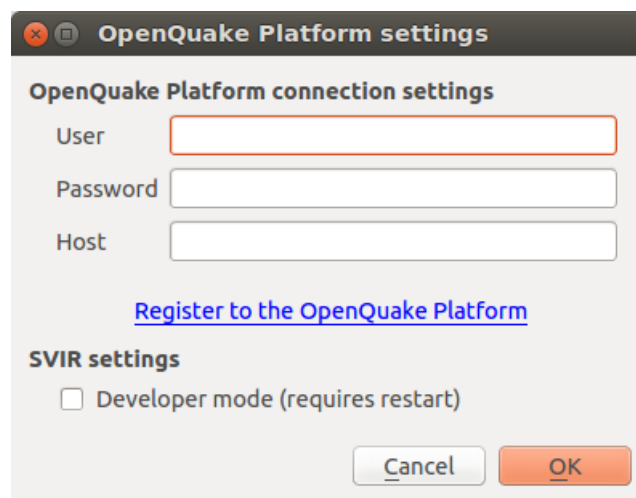 OpenQuake Platform settings
OpenQuake Platform connection settings
User
Password
Host
Register to the OpenQuake Platform
SVIR settings
Developer mode (requires restart)
Cancel OK